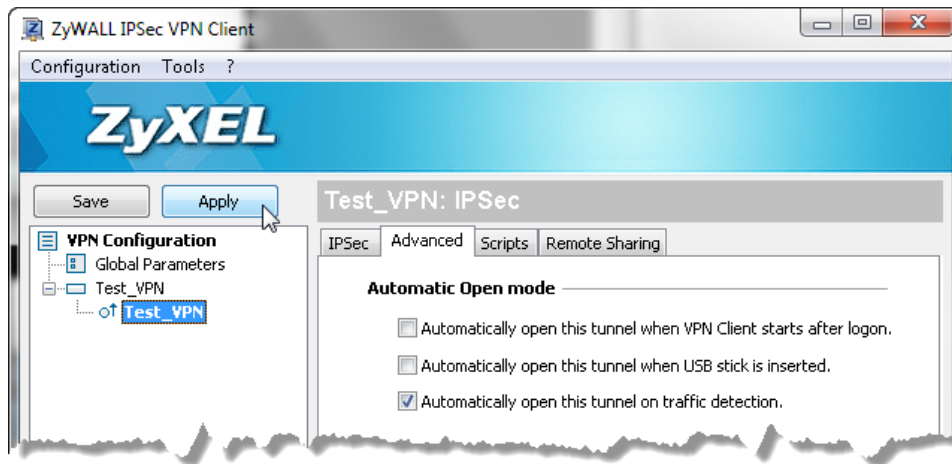 ZyWALL IPSec VPN Client
Configuration Tools ?
ZyXEL
Save Apply
Test_VPN: IPSec
VPN Configuration
Global Parameters
Test_VPN
Test_VPN
IPSec Advanced Scripts Remote Sharing
Automatic Open mode
Automatically open this tunnel when VPN Client starts after logon.
Automatically open this tunnel when USB stick is inserted.
Automatically open this tunnel on traffic detection.